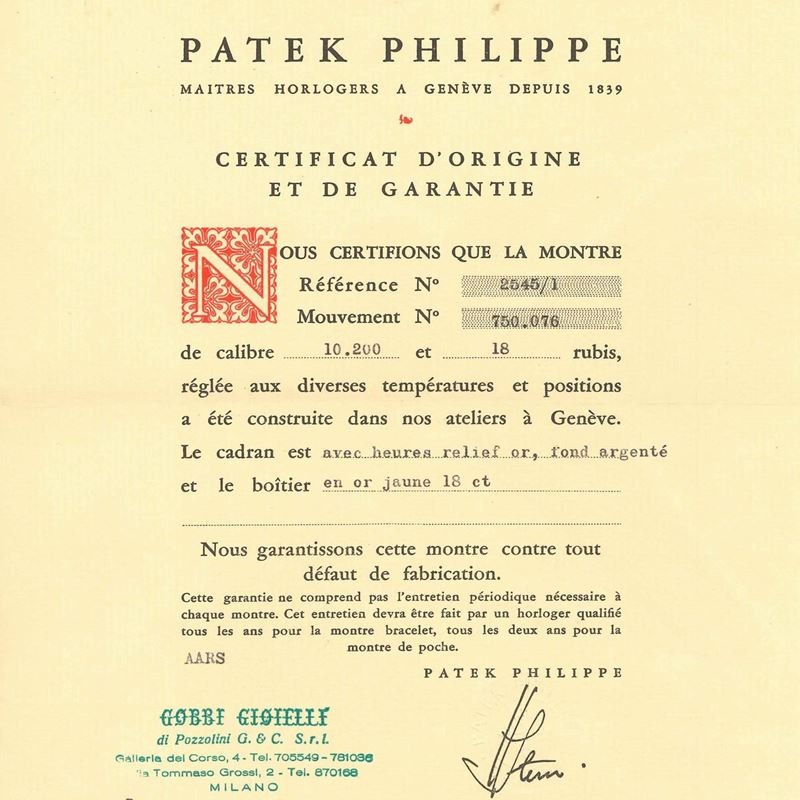 PATEK PHILIPPE
MAITRES HORLOGERS A GENÈVE DEPUIS 1839
CERTIFICAT D'ORIGINE
ET DE GARANTIE
NOUS CERTIFIONS QUE LA MONTRE
Référence Nº 2545/1
Mouvement Nº 750.076
de calibre 10.200 et 18 rubis,
réglée aux diverses températures et positions
a été construite dans nos ateliers à Genève.
Le cadran est avec heures relief or, fond argenté
et le boîtier en or jaune 18 ct
Nous garantissons cette montre contre tout
défaut de fabrication.
Cette garantie ne comprend pas l'entretien périodique nécessaire à
chaque montre. Cet entretien devra être fait par un horloger qualifié
tous les ans pour la montre bracelet, tous les deux ans pour la
montre de poche.
AARS
PATEK PHILIPPE
GOBBI GIOIELLI
di Pozzolini G. & C. S.r.l.
Galleria del Corso, 4 - Tel. 705549 - 781036
Tommaso Grossi, 2 - Tel. 870168
MILANO